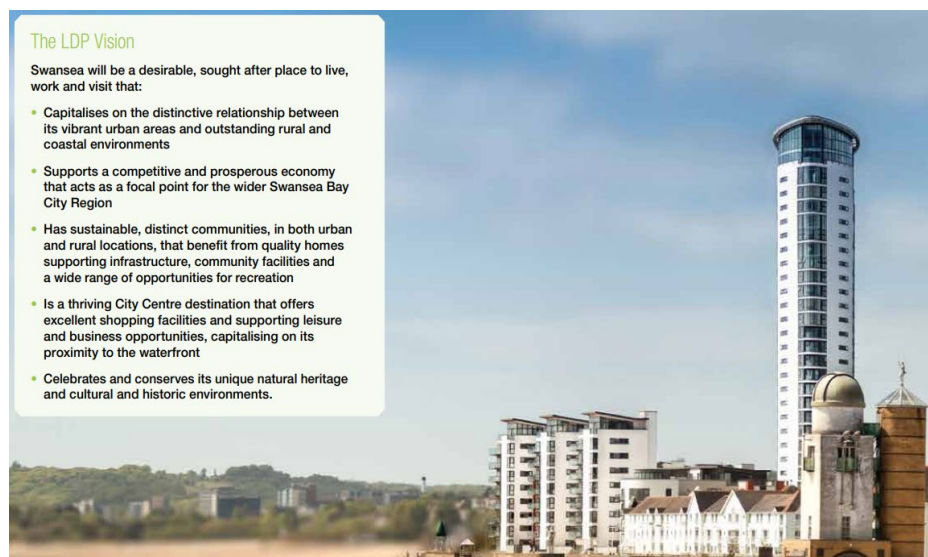 The LDP Vision
Swansea will be a desirable, sought after place to live,
work and visit that:
• Capitalises on the distinctive relationship between
its vibrant urban areas and outstanding rural and
coastal environments
• Supports a competitive and prosperous economy
that acts as a focal point for the wider Swansea Bay
City Region
• Has sustainable, distinct communities, in both urban
and rural locations, that benefit from quality homes
supporting infrastructure, community facilities and
a wide range of opportunities for recreation
• Is a thriving City Centre destination that offers
excellent shopping facilities and supporting leisure
and business opportunities, capitalising on its
proximity to the waterfront
• Celebrates and conserves its unique natural heritage
and cultural and historic environments.